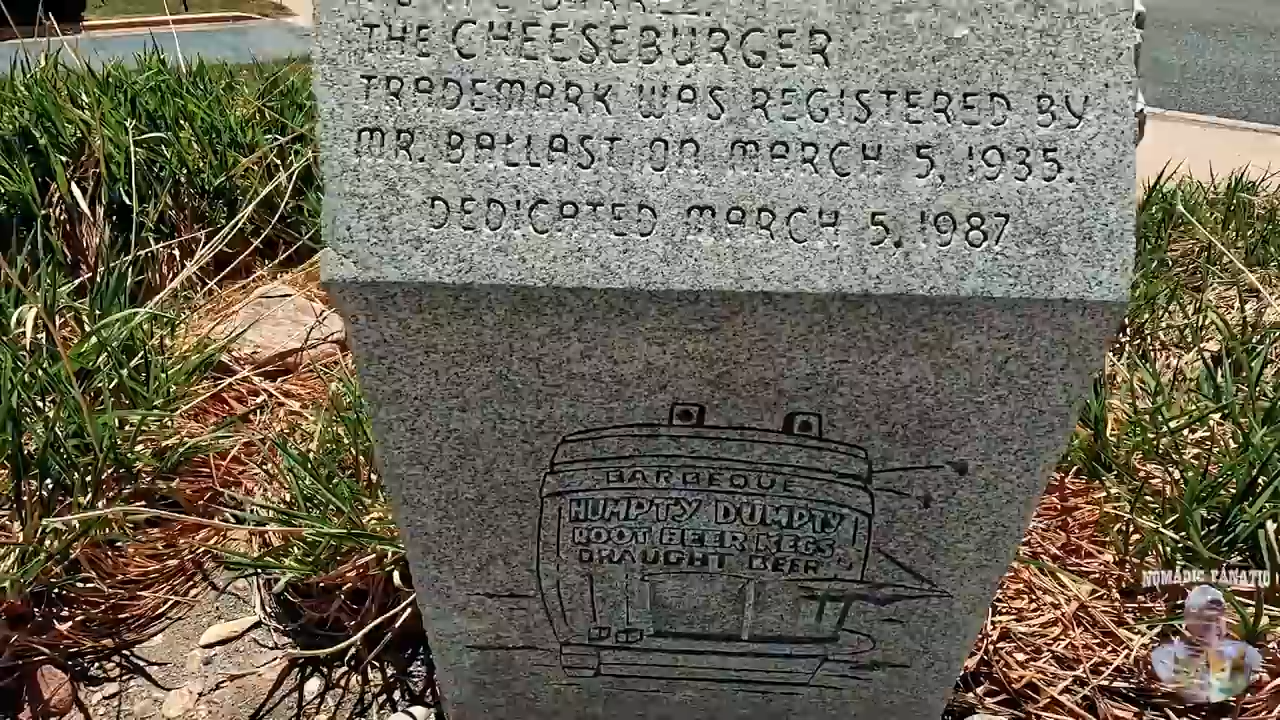 THE CHEESEBURGER
TRADEMARK WAS REGISTERED BY
MR. BALLAST ON MARCH 5, 1935.
DEDICATED MARCH 5, 1987
BARBEQUE
HUMPTY DUMPTY
ROOT BEER KEGS
DRAUGHT BEER
NOMADIC FANATIC